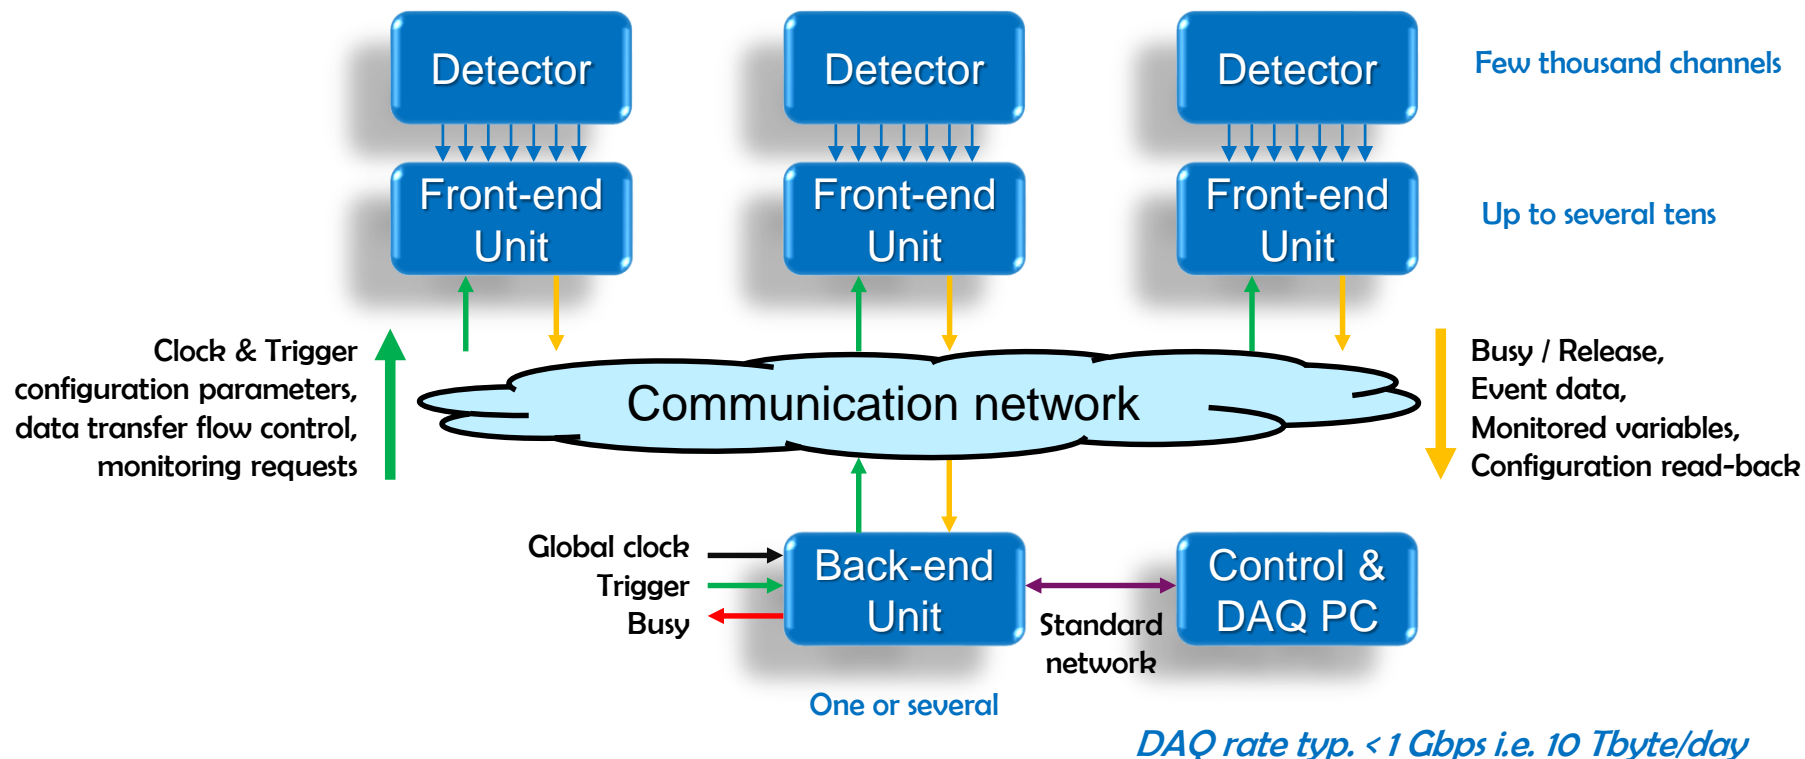 Detector
Detector
Detector
Few thousand channels
Front-end
Unit
Front-end
Unit
Front-end
Unit
Up to several tens
Clock & Trigger
configuration parameters,
data transfer flow control,
monitoring requests
Communication network
Busy / Release,
Event data,
Monitored variables,
Configuration read-back
Global clock
Trigger
Busy
Back-end
Unit
Standard
network
Control &
DAQ PC
One or several
DAQ rate typ. < 1 Gbps i.e. 10 Tbyte/day